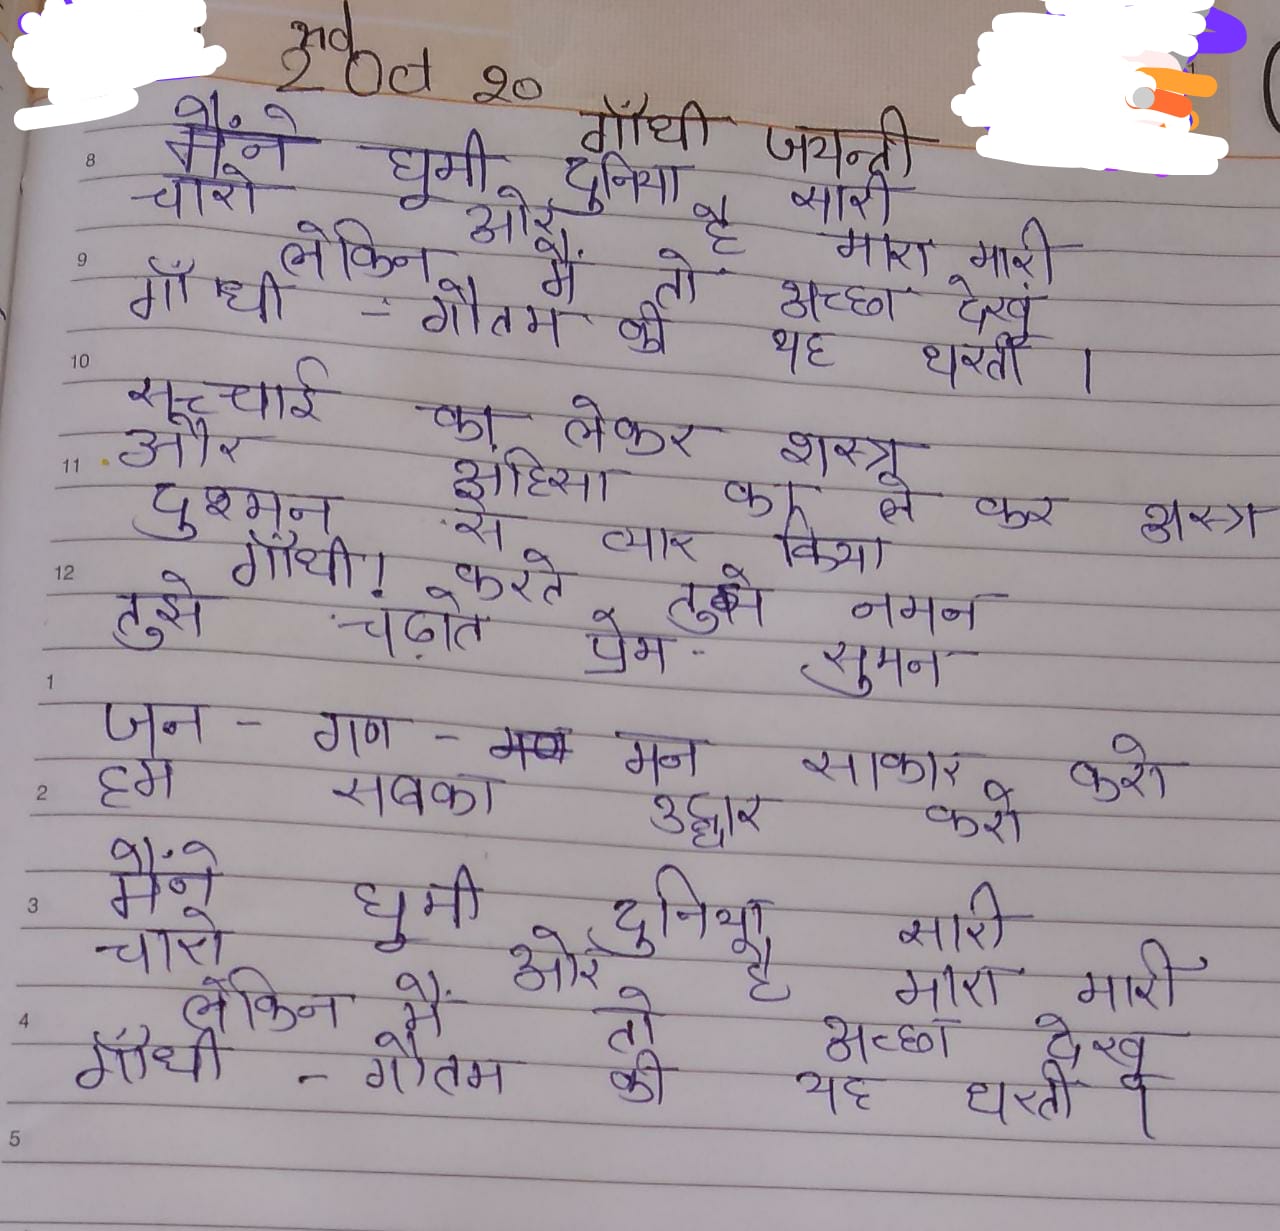 2nd Oct 20
गाँधी जयन्ती
8
मैंने घूमी दुनिया सारी
चारो ओर है मारा मारी
9
लेकिन मैं तो अच्छा देखूं
गाँधी - गौतम की यह धरती ।
10
सच्चाई का लेकर शस्त्र
11
और अहिंसा का ले कर अस्त्र
दुश्मन से प्यार किया
12
गाँधी! करते तुझे नमन
तुझे चढ़ाते प्रेम - सुमन
1
जन - गण - मन साकार करो
2
हम सबका उद्धार करो
मैंने घुमी दुनिया सारी
3
चारो ओर है मारा मारी
लेकिन मैं तो अच्छा देखू
4
गाँधी - गौतम की यह धरती ।
5